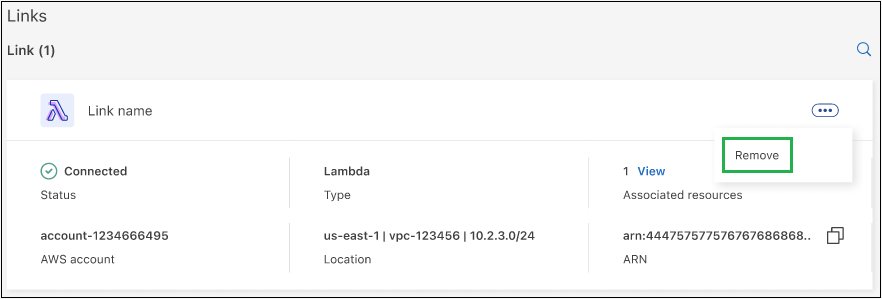 Links
Link (1)
Link name
Remove
Connected
Status
Lambda
Type
1 View
Associated resources
account-1234666495
AWS account
us-east-1 | vpc-123456 | 10.2.3.0/24
Location
arn:444757577576767686868..
ARN